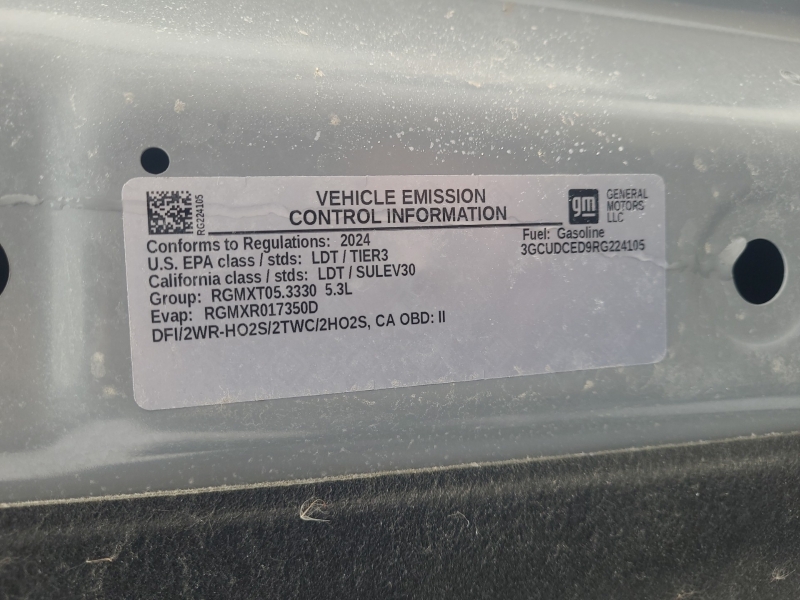 VEHICLE EMISSION
CONTROL INFORMATION
RG224105
gm
GENERAL
MOTORS
LLC
Conforms to Regulations: 2024
U.S. EPA class / stds: LDT / TIER3
California class / stds: LDT / SULEV30
Group: RGMXT05.3330 5.3L
Evap: RGMXR017350D
DFI/2WR-HO2S/2TWC/2HO2S, CA OBD: II
Fuel: Gasoline
3GCUDCED9RG224105